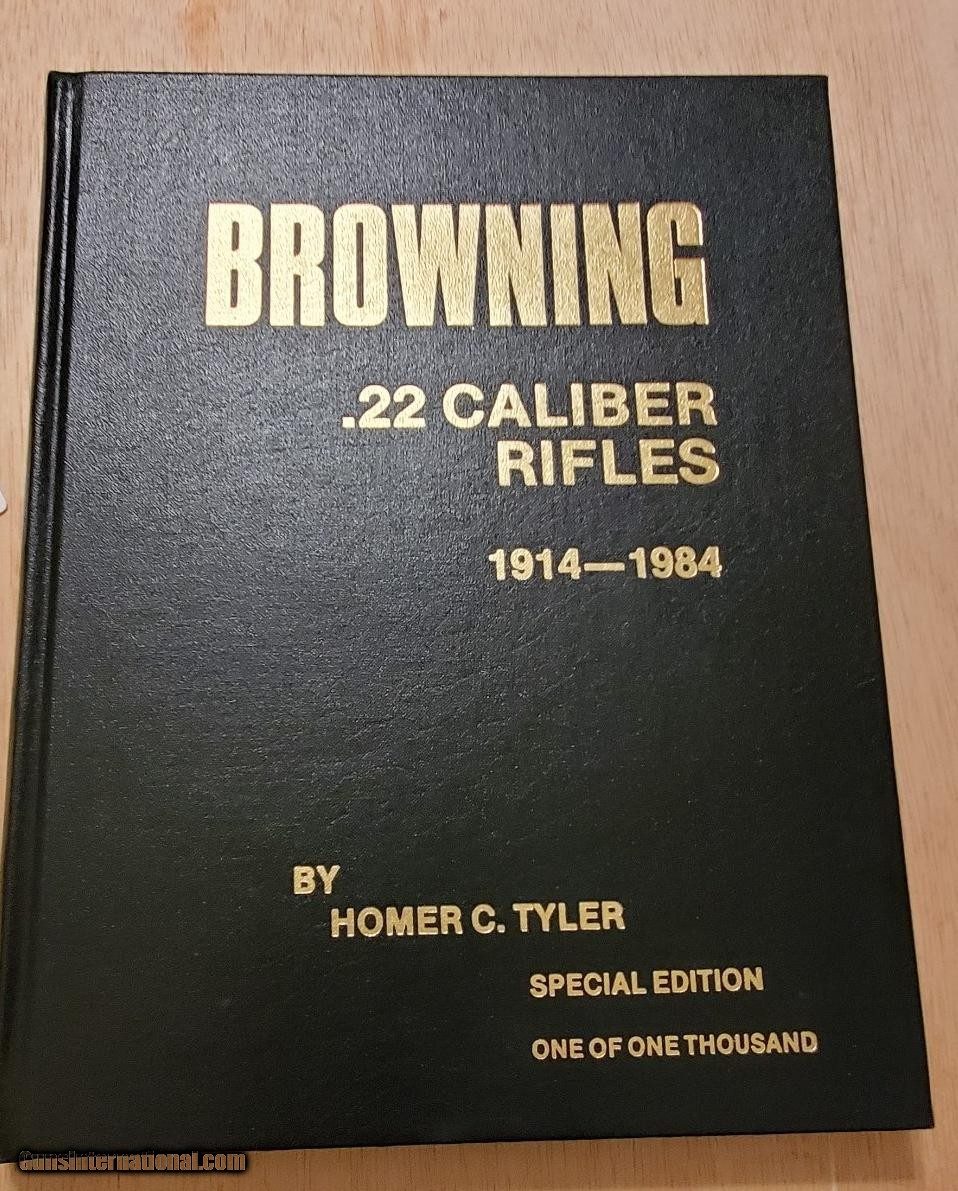 BROWNING
.22 CALIBER
RIFLES
1914—1984
BY
HOMER C. TYLER
SPECIAL EDITION
ONE OF ONE THOUSAND
GunsInternational.com